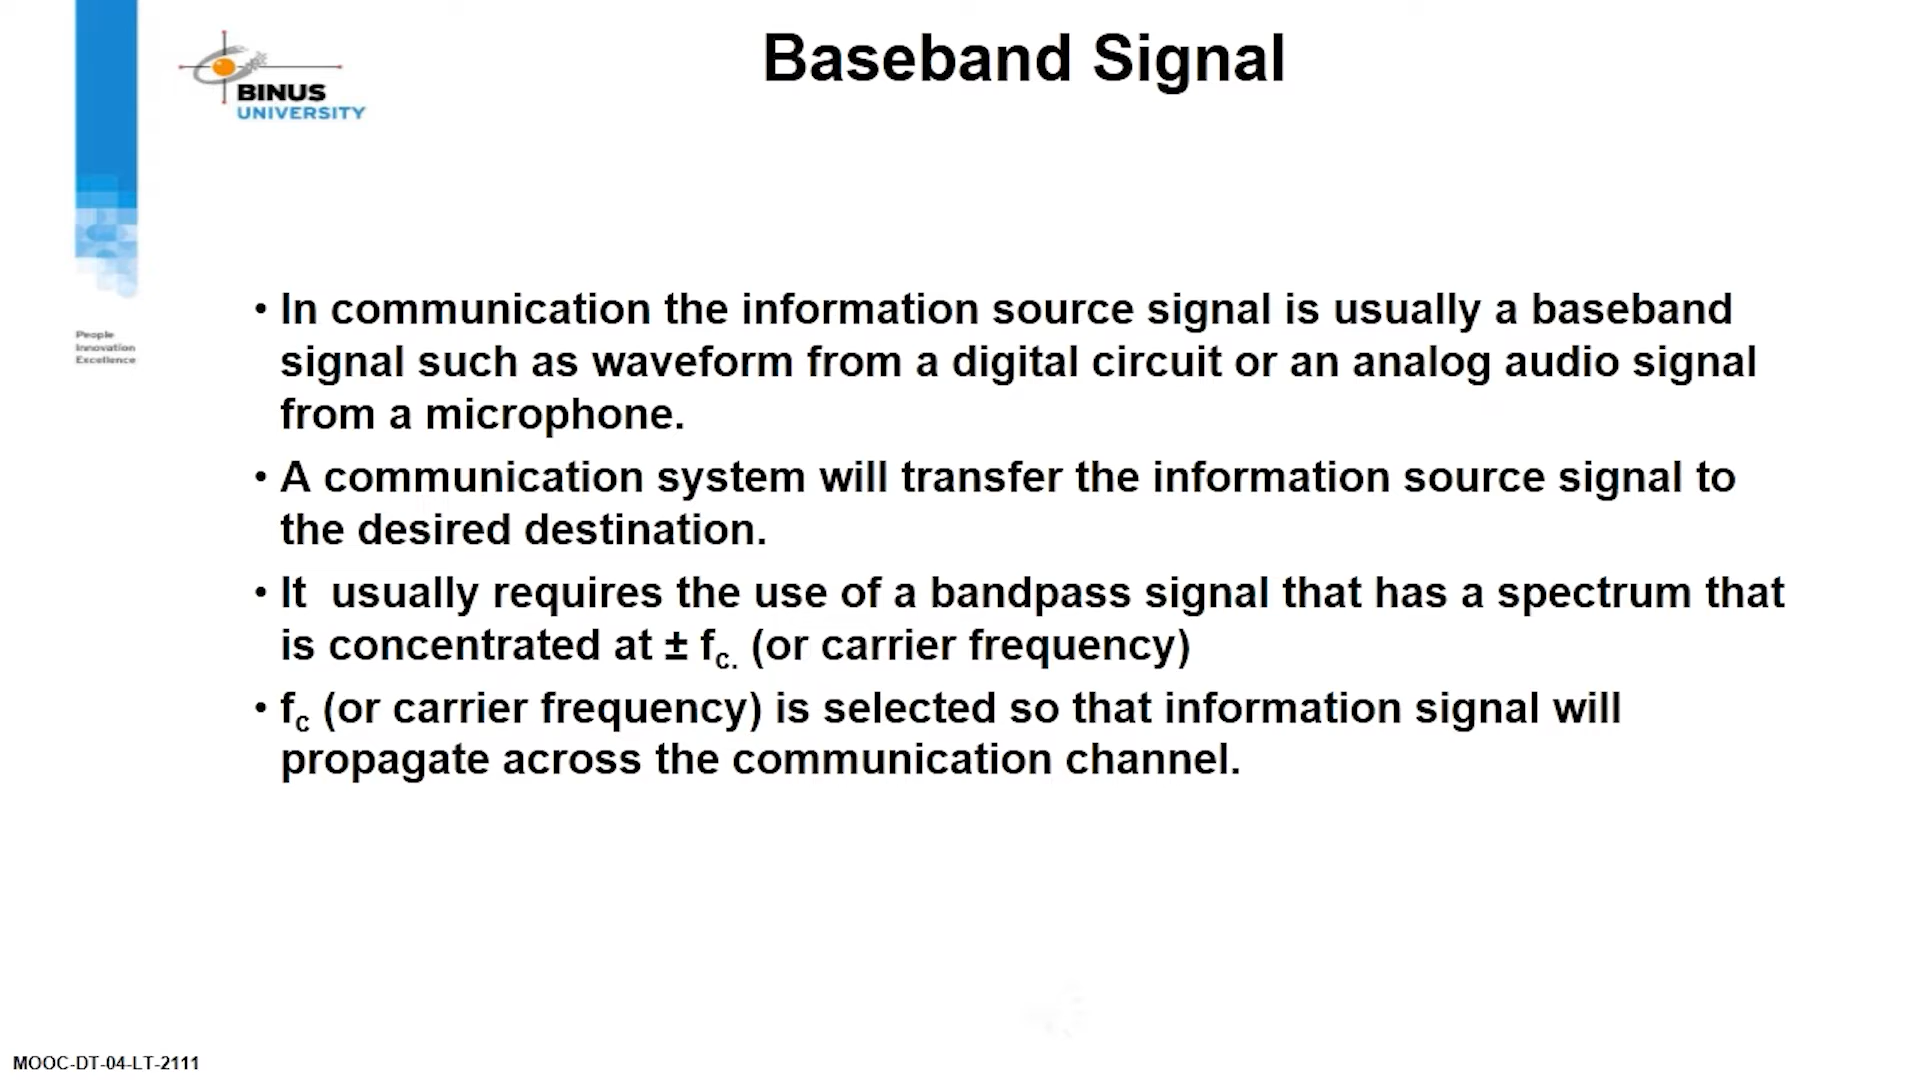 Baseband Signal
BINUS
UNIVERSITY
People
Innovation
Excellence
• In communication the information source signal is usually a baseband
signal such as waveform from a digital circuit or an analog audio signal
from a microphone.
• A communication system will transfer the information source signal to
the desired destination.
• It  usually requires the use of a bandpass signal that has a spectrum that
is concentrated at ± fc. (or carrier frequency)
• fc (or carrier frequency) is selected so that information signal will
propagate across the communication channel.
MOOC-DT-04-LT-2111